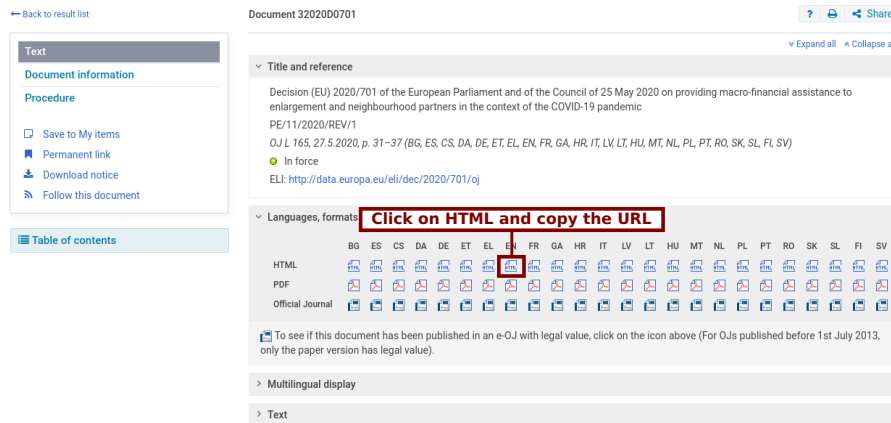 Back to result list
Document 32020D0701
? Share
Expand all Collapse a
Text
Document information
Procedure
Save to My items
Permanent link
Download notice
Follow this document
Table of contents
Title and reference
Decision (EU) 2020/701 of the European Parliament and of the Council of 25 May 2020 on providing macro-financial assistance to
enlargement and neighbourhood partners in the context of the COVID-19 pandemic
PE/11/2020/REV/1
OJ L 165, 27.5.2020, p. 31–37 (BG, ES, CS, DA, DE, ET, EL, EN, FR, GA, HR, IT, LV, LT, HU, MT, NL, PL, PT, RO, SK, SL, FI, SV)
In force
ELI: http://data.europa.eu/eli/dec/2020/701/oj
Languages, formats
Click on HTML and copy the URL
BG ES CS DA DE ET EL EN FR GA HR IT LV LT HU MT NL PL PT RO SK SL FI SV
HTML
PDF
Official Journal
To see if this document has been published in an e-OJ with legal value, click on the icon above (For OJs published before 1st July 2013,
only the paper version has legal value).
Multilingual display
Text